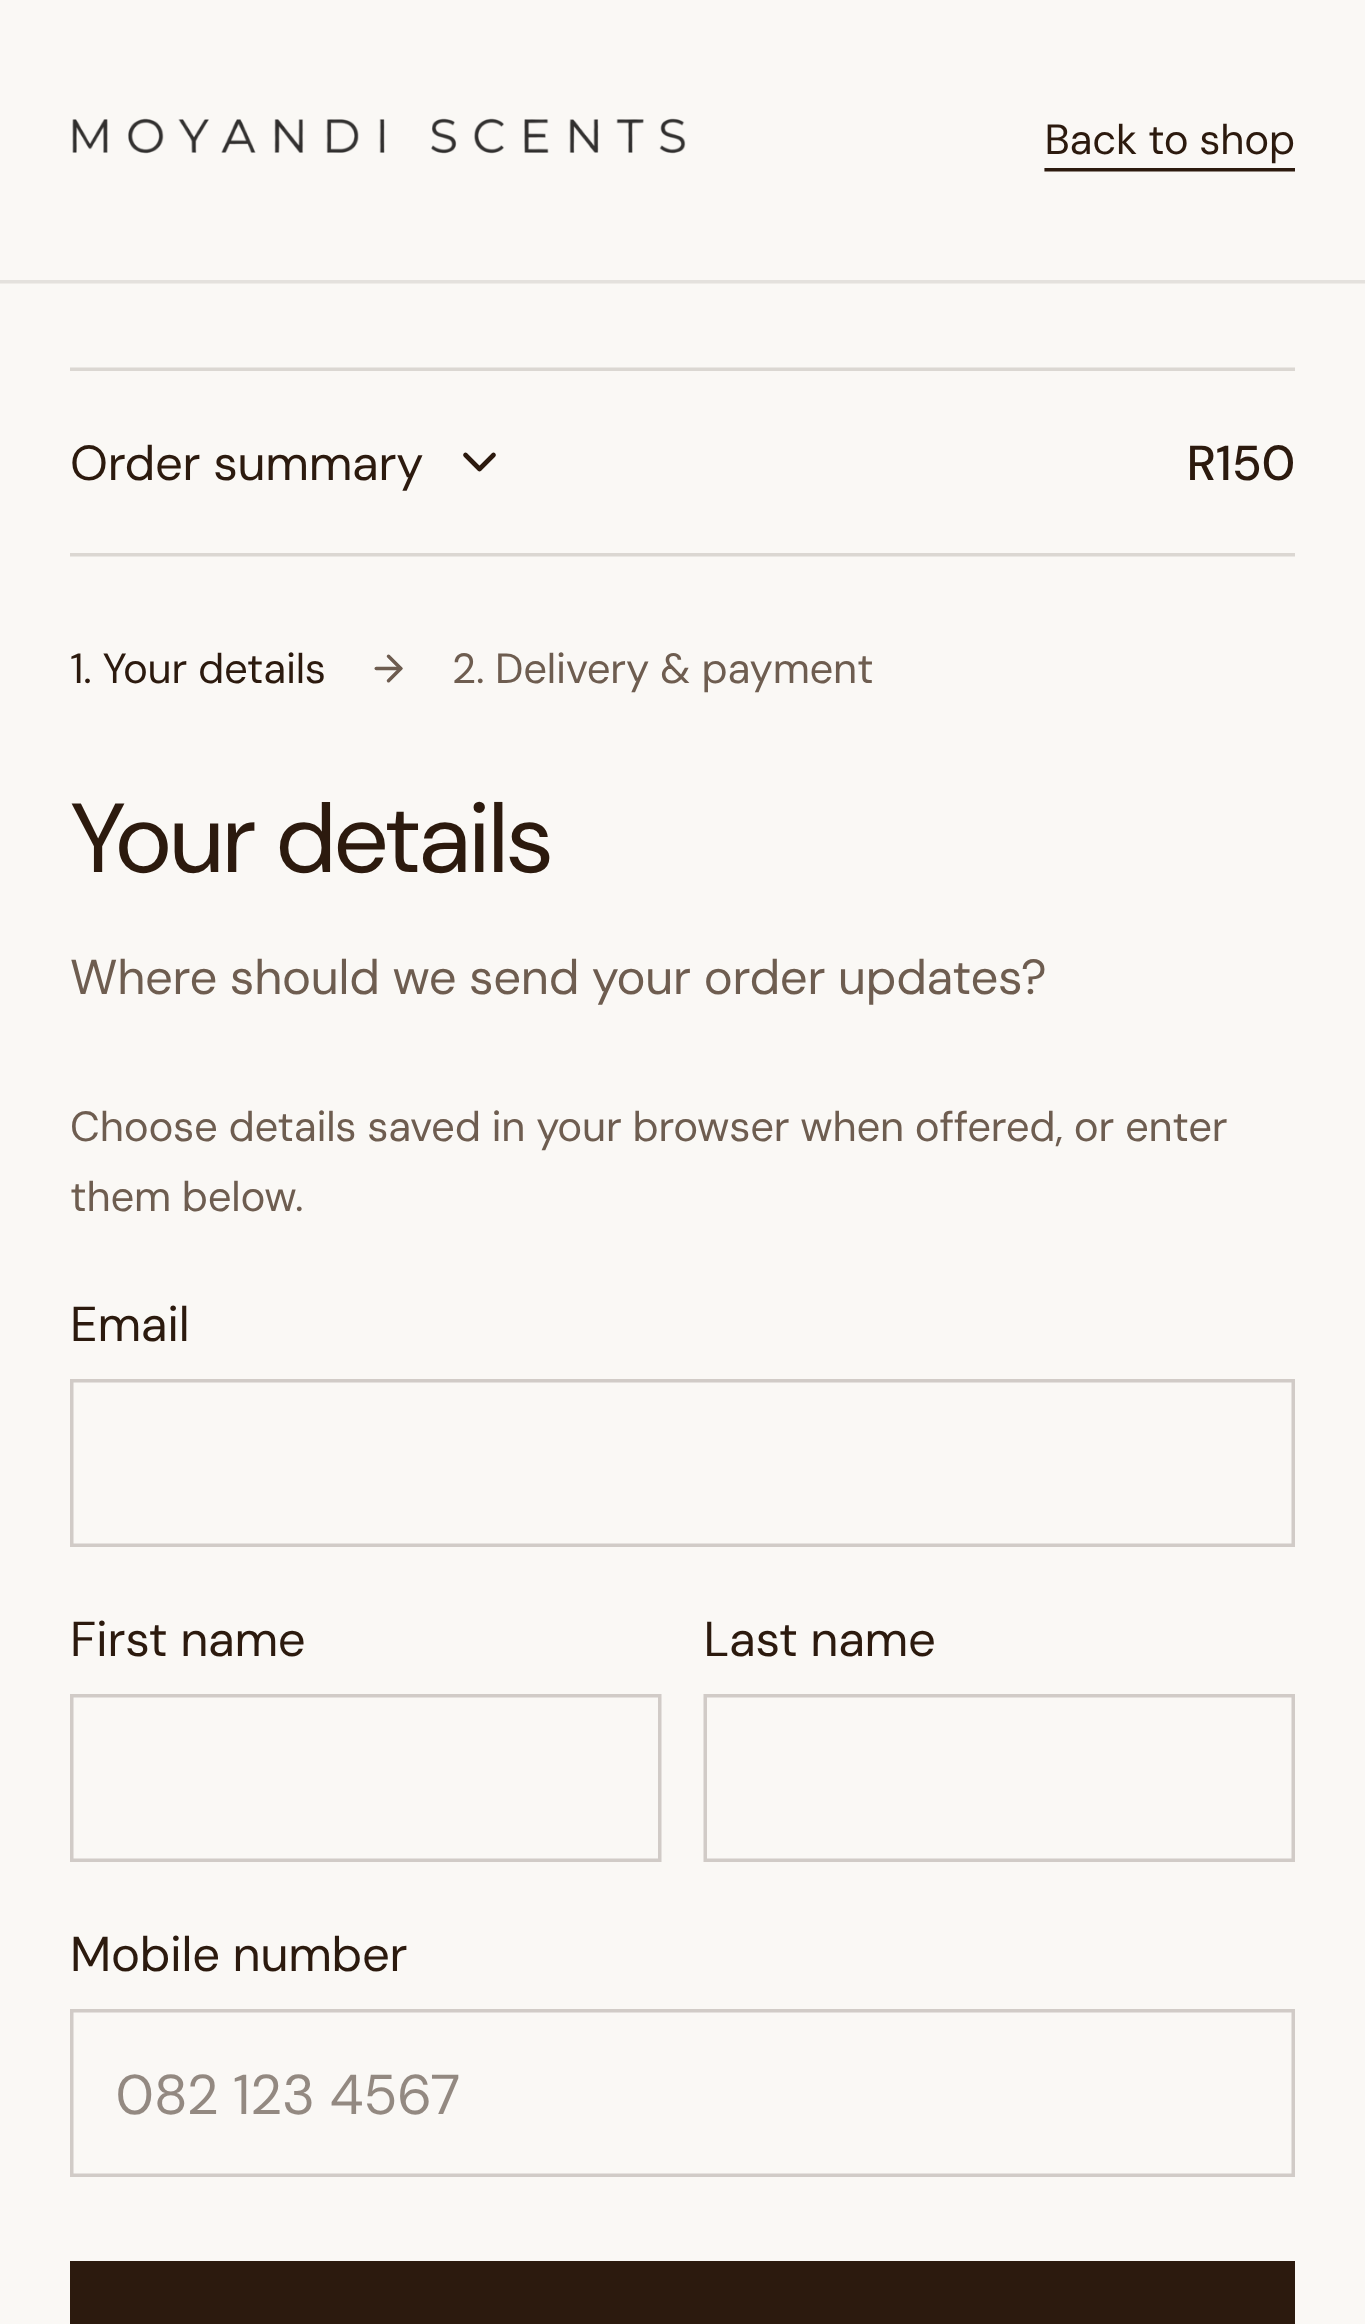 MOYANDI SCENTS
Back to shop
Order summary
R150
1. Your details → 2. Delivery & payment
Your details
Where should we send your order updates?
Choose details saved in your browser when offered, or enter
them below.
Email
First name
Last name
Mobile number
082 123 4567